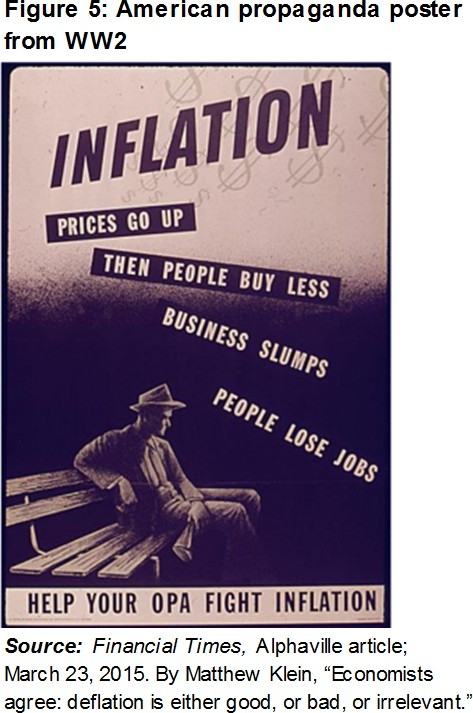 Figure 5: American propaganda poster
from WW2
INFLATION
PRICES GO UP
THEN PEOPLE BUY LESS
BUSINESS SLUMPS
PEOPLE LOSE JOBS
HELP YOUR OPA FIGHT INFLATION
Source: Financial Times, Alphaville article;
March 23, 2015. By Matthew Klein, “Economists
agree: deflation is either good, or bad, or irrelevant.”